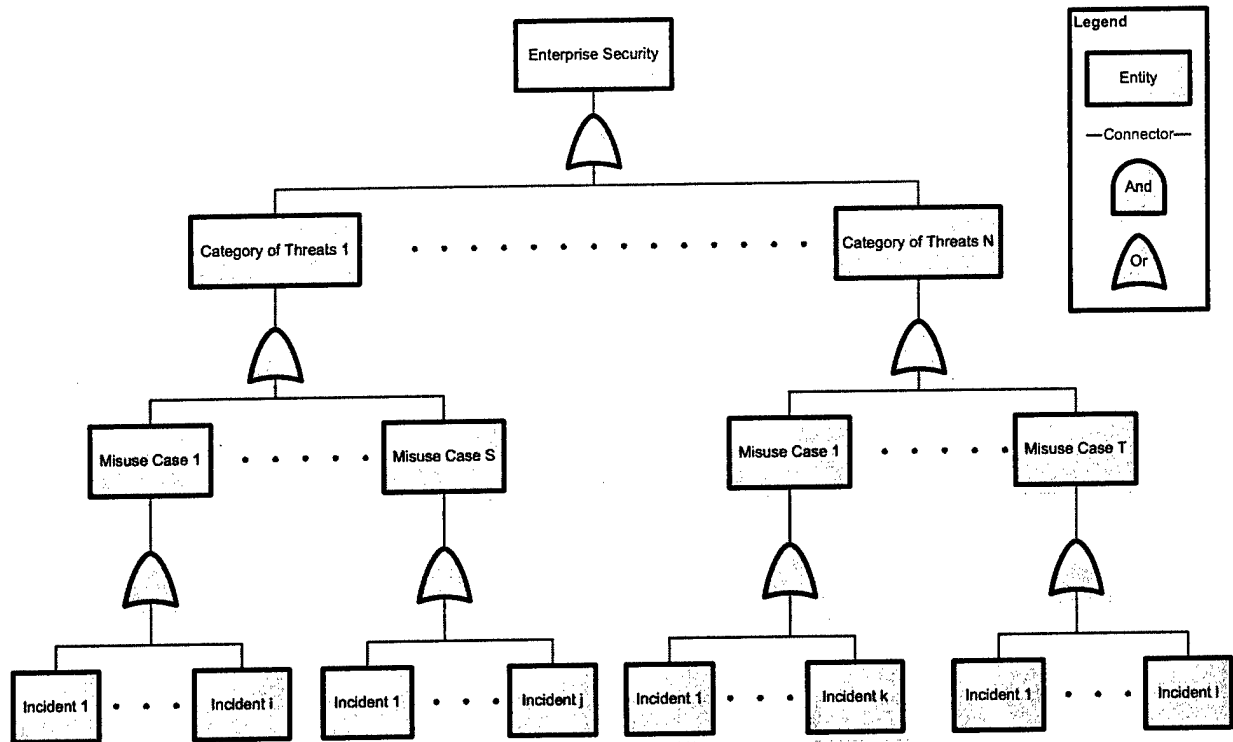 Enterprise Security
Legend
Entity
Connector
And
Or
Category of Threats 1
Category of Threats N
Misuse Case 1
Misuse Case S
Misuse Case 1
Misuse Case T
Incident 1
Incident i
Incident 1
Incident j
Incident 1
Incident k
Incident 1
Incident l